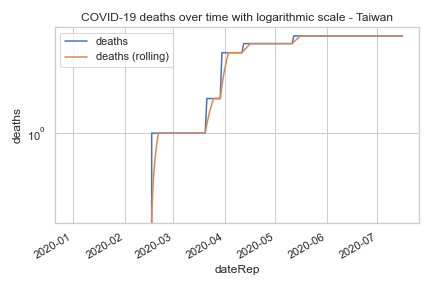 COVID-19 deaths over time with logarithmic scale - Taiwan
deaths
deaths (rolling)
deaths
10⁰
2020-01
2020-02
2020-03
2020-04
2020-05
2020-06
2020-07
dateRep